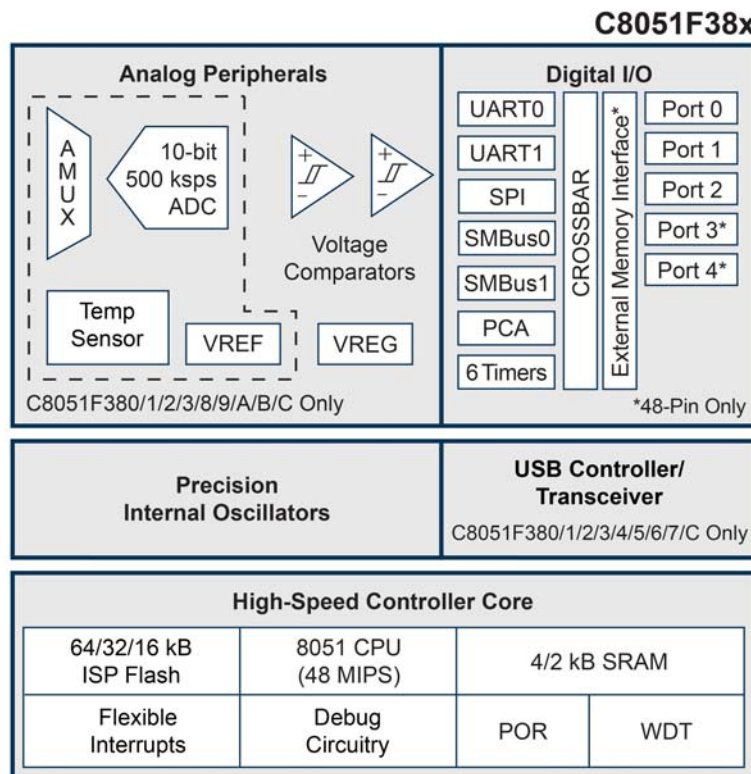 C8051F38x
Analog Peripherals
A
M
U
X
10-bit
500 ksps
ADC
+
-
+
-
Voltage
Comparators
Temp
Sensor
VREF
VREG
C8051F380/1/2/3/8/9/A/B/C Only
Digital I/O
UART0
UART1
SPI
SMBus0
SMBus1
PCA
6 Timers
CROSSBAR
External Memory Interface*
Port 0
Port 1
Port 2
Port 3*
Port 4*
*48-Pin Only
Precision
Internal Oscillators
USB Controller/
Transceiver
C8051F380/1/2/3/4/5/6/7/C Only
High-Speed Controller Core
64/32/16 kB
ISP Flash
8051 CPU
(48 MIPS)
4/2 kB SRAM
Flexible
Interrupts
Debug
Circuitry
POR
WDT